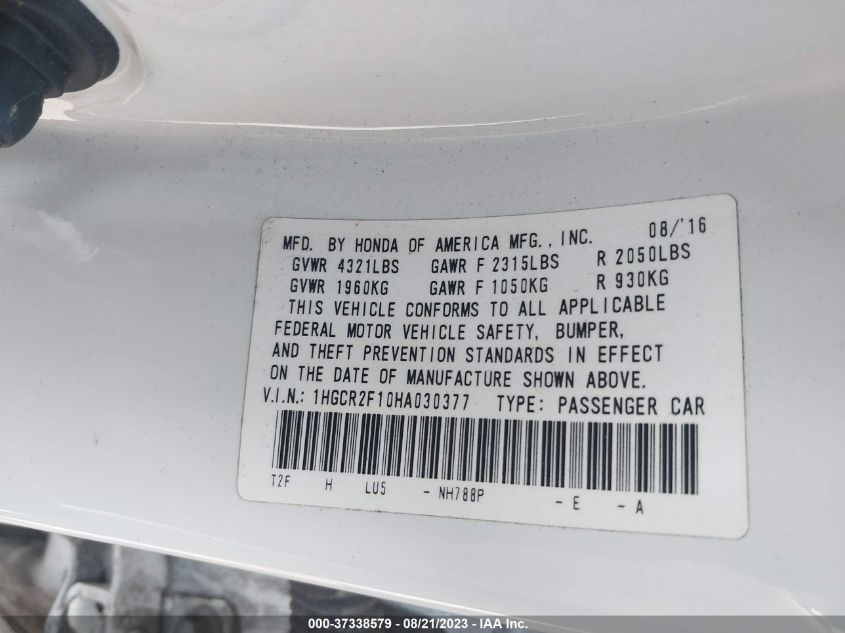 MFD. BY HONDA OF AMERICA MFG., INC. 08/'16
GVWR 4321LBS GAWR F 2315LBS R 2050LBS
GVWR 1960KG GAWR F 1050KG R 930KG
THIS VEHICLE CONFORMS TO ALL APPLICABLE
FEDERAL MOTOR VEHICLE SAFETY, BUMPER,
AND THEFT PREVENTION STANDARDS IN EFFECT
ON THE DATE OF MANUFACTURE SHOWN ABOVE.
V.I.N.: 1HGCR2F10HA030377 TYPE: PASSENGER CAR
T2F H LU5 - NH788P - E - A
000-37338579 - 08/21/2023 - IAA Inc.